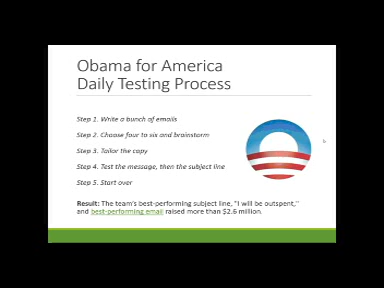 Obama for America
Daily Testing Process
Step 1. Write a bunch of emails
Step 2. Choose four to six and brainstorm
Step 3. Tailor the copy
Step 4. Test the message, then the subject line
Step 5. Start over
Result: The team's best-performing subject line, "I will be outspent,"
and best-performing email raised more than $2.6 million.